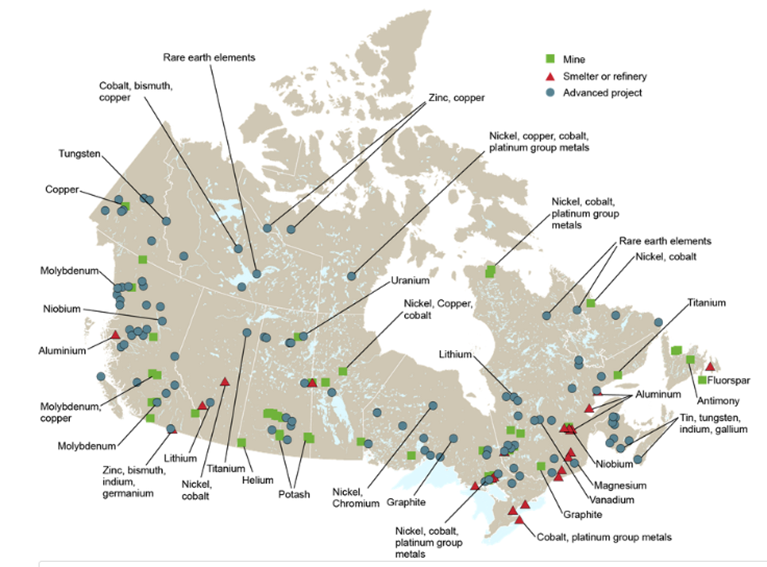 Rare earth elements
Mine
Smelter or refinery
Advanced project
Cobalt, bismuth,
copper
Zinc, copper
Nickel, copper, cobalt,
platinum group metals
Tungsten
Copper
Nickel, cobalt,
platinum group
metals
Rare earth elements
Nickel, cobalt
Molybdenum
Uranium
Niobium
Nickel, Copper,
cobalt
Titanium
Aluminium
Lithium
Fluorspar
Aluminum
Antimony
Molybdenum,
copper
Tin, tungsten,
indium, gallium
Molybdenum
Zinc, bismuth,
indium,
germanium
Lithium
Nickel,
cobalt
Titanium
Helium
Potash
Nickel,
Chromium
Graphite
Niobium
Magnesium
Vanadium
Graphite
Nickel, cobalt,
platinum group
metals
Cobalt, platinum group metals